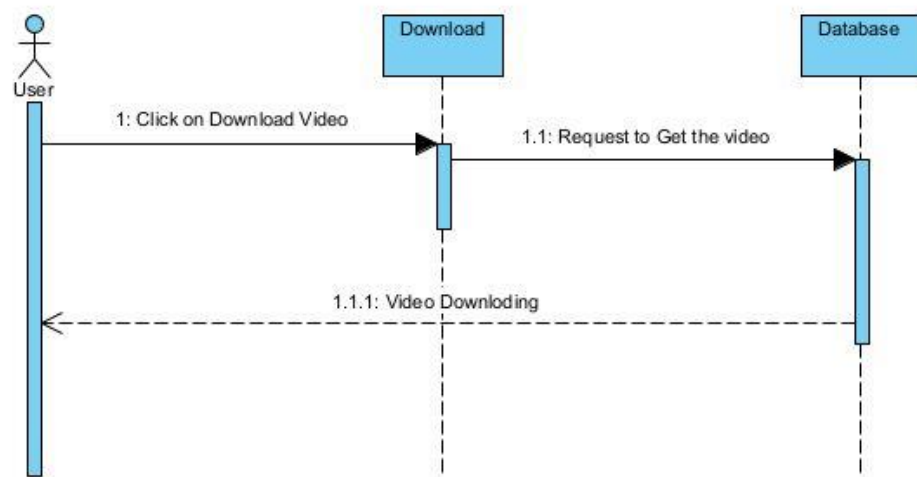 Download
Database
User
1: Click on Download Video
1.1: Request to Get the video
1.1.1: Video Downloding